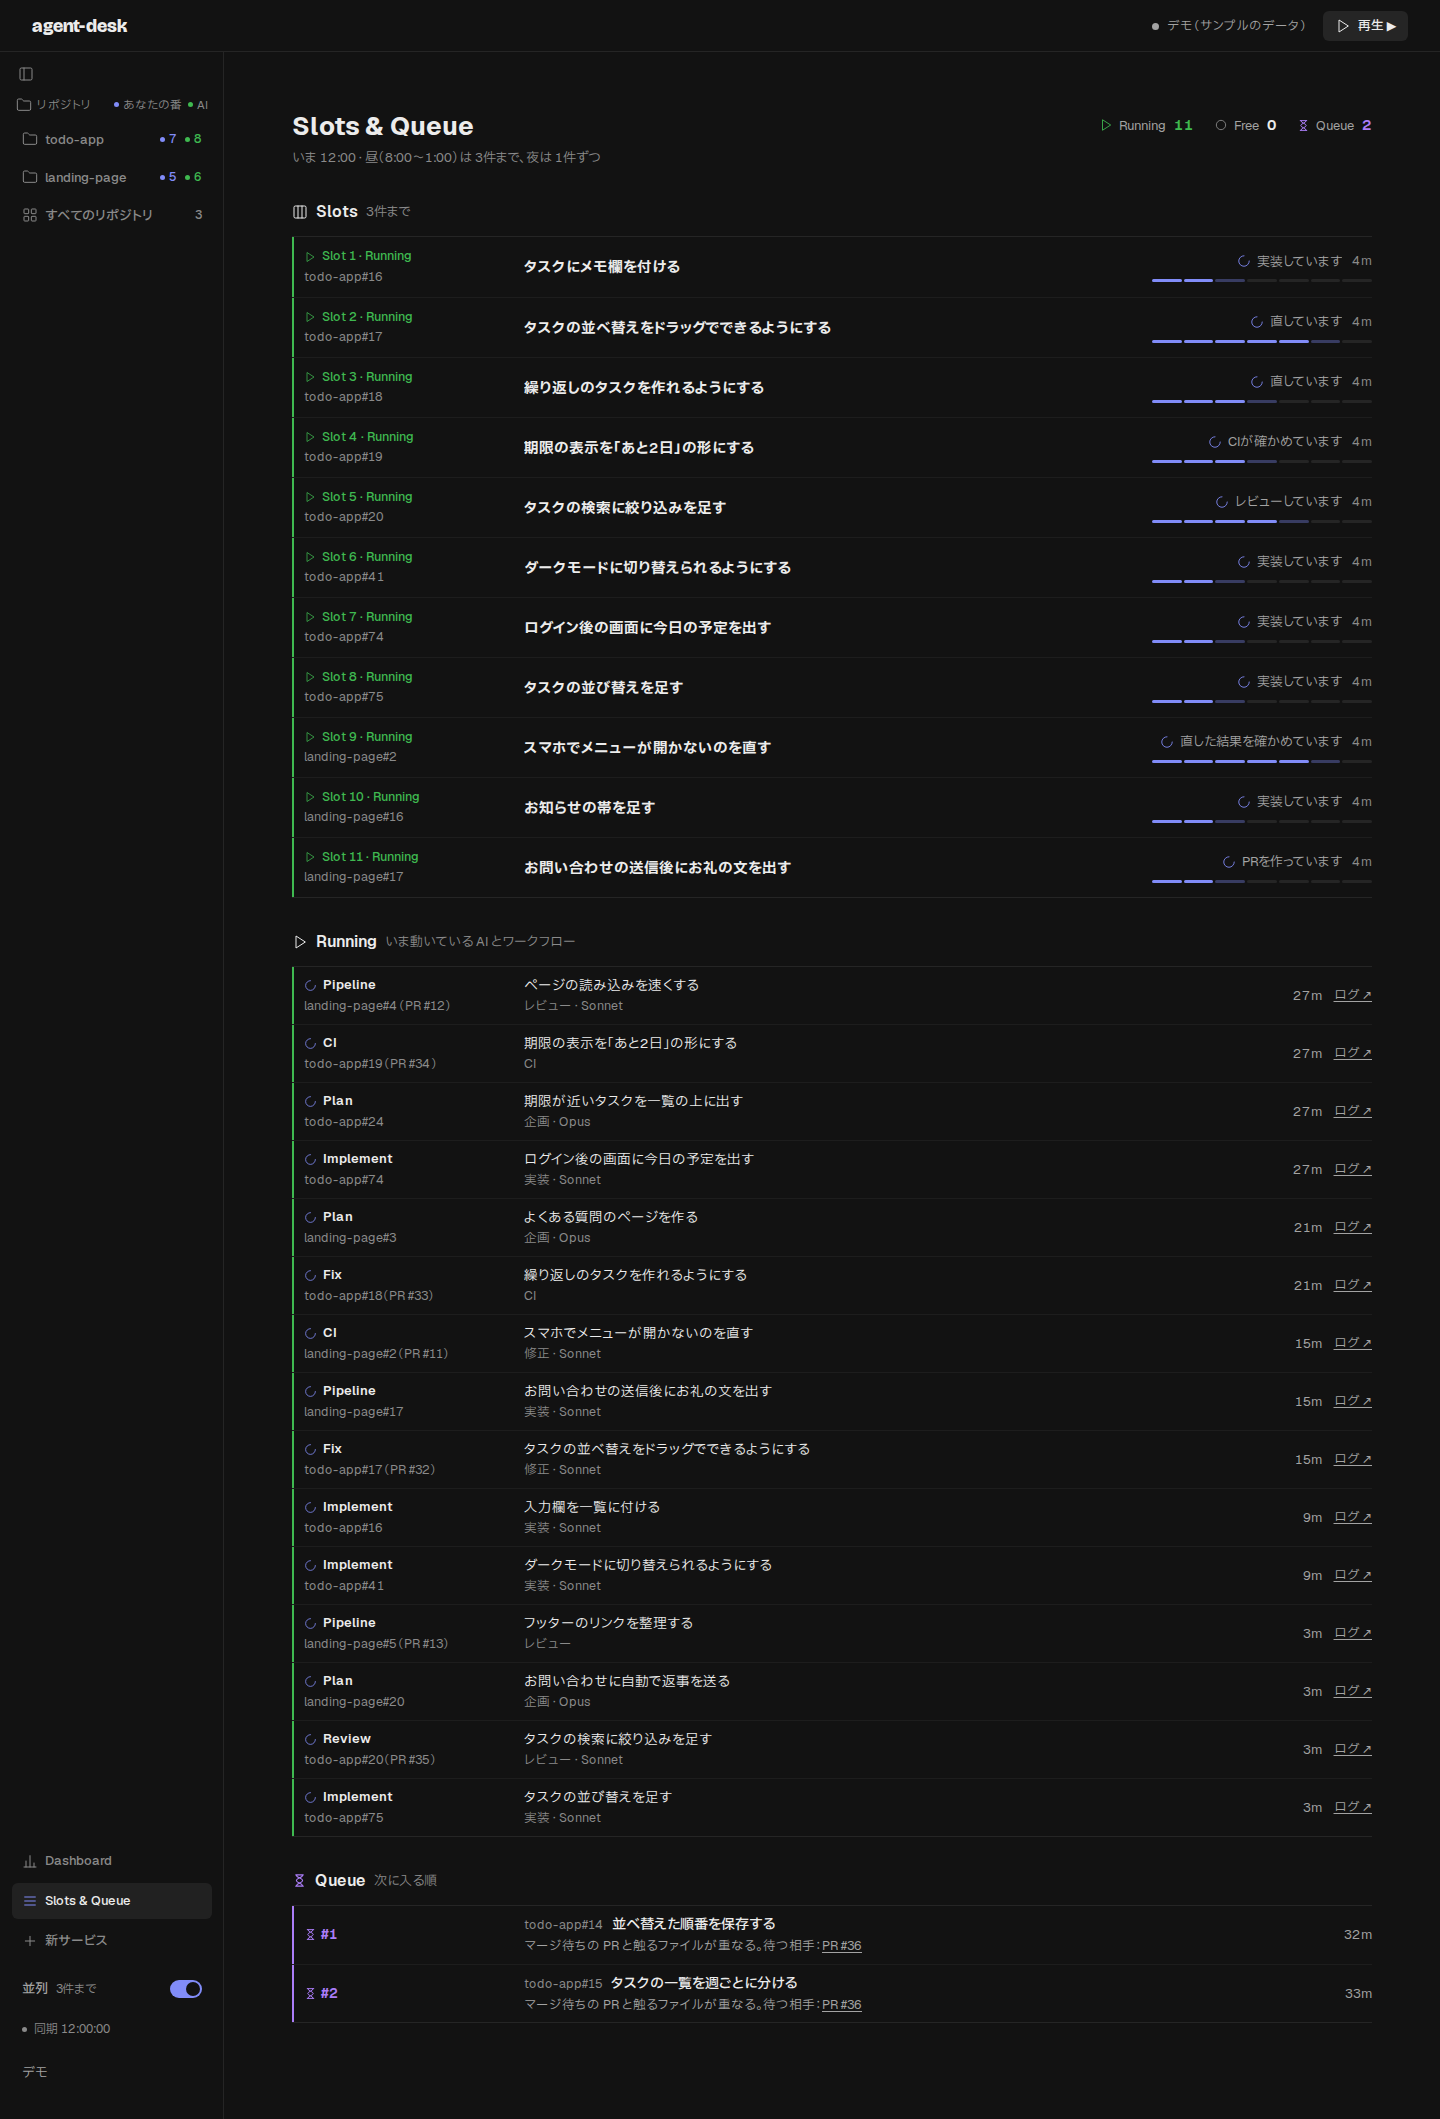 agent-desk
デモ（サンプルのデータ）
再生 ▶
リポジトリ
あなたの番
AI
todo-app
7
8
landing-page
5
6
すべてのリポジトリ
3
Slots & Queue
Running 11
Free 0
Queue 2
いま 12:00 · 昼（8:00〜1:00）は 3件まで、夜は 1件ずつ
Slots 3件まで
Slot 1 · Running
todo-app#16
タスクにメモ欄を付ける
実装しています 4m
Slot 2 · Running
todo-app#17
タスクの並べ替えをドラッグでできるようにする
直しています 4m
Slot 3 · Running
todo-app#18
繰り返しのタスクを作れるようにする
直しています 4m
Slot 4 · Running
todo-app#19
期限の表示を「あと2日」の形にする
CIが確かめています 4m
Slot 5 · Running
todo-app#20
タスクの検索に絞り込みを足す
レビューしています 4m
Slot 6 · Running
todo-app#41
ダークモードに切り替えられるようにする
実装しています 4m
Slot 7 · Running
todo-app#74
ログイン後の画面に今日の予定を出す
実装しています 4m
Slot 8 · Running
todo-app#75
タスクの並び替えを足す
実装しています 4m
Slot 9 · Running
landing-page#2
スマホでメニューが開かないのを直す
直した結果を確かめています 4m
Slot 10 · Running
landing-page#16
お知らせの帯を足す
実装しています 4m
Slot 11 · Running
landing-page#17
お問い合わせの送信後にお礼の文を出す
PRを作っています 4m
Running いま動いている AI とワークフロー
Pipeline
landing-page#4（PR #12）
ページの読み込みを速くする
レビュー · Sonnet
27m ログ ↗
CI
todo-app#19（PR #34）
期限の表示を「あと2日」の形にする
CI
27m ログ ↗
Plan
todo-app#24
期限が近いタスクを一覧の上に出す
企画 · Opus
27m ログ ↗
Implement
todo-app#74
ログイン後の画面に今日の予定を出す
実装 · Sonnet
27m ログ ↗
Plan
landing-page#3
よくある質問のページを作る
企画 · Opus
21m ログ ↗
Fix
todo-app#18（PR #33）
繰り返しのタスクを作れるようにする
CI
21m ログ ↗
CI
landing-page#2（PR #11）
スマホでメニューが開かないのを直す
修正 · Sonnet
15m ログ ↗
Pipeline
landing-page#17
お問い合わせの送信後にお礼の文を出す
実装 · Sonnet
15m ログ ↗
Fix
todo-app#17（PR #32）
タスクの並べ替えをドラッグでできるようにする
修正 · Sonnet
15m ログ ↗
Implement
todo-app#16
入力欄を一覧に付ける
実装 · Sonnet
9m ログ ↗
Implement
todo-app#41
ダークモードに切り替えられるようにする
実装 · Sonnet
9m ログ ↗
Pipeline
landing-page#5（PR #13）
フッターのリンクを整理する
レビュー
3m ログ ↗
Plan
landing-page#20
お問い合わせに自動で返事を送る
企画 · Opus
3m ログ ↗
Review
todo-app#20（PR #35）
タスクの検索に絞り込みを足す
レビュー · Sonnet
3m ログ ↗
Implement
todo-app#75
タスクの並び替えを足す
実装 · Sonnet
3m ログ ↗
Queue 次に入る順
#1
todo-app#14 並べ替えた順番を保存する
マージ待ちの PR と触るファイルが重なる。待つ相手：PR #36
32m
#2
todo-app#15 タスクの一覧を週ごとに分ける
マージ待ちの PR と触るファイルが重なる。待つ相手：PR #36
33m
Dashboard
Slots & Queue
新サービス
並列 3件まで
同期 12:00:00
デモ